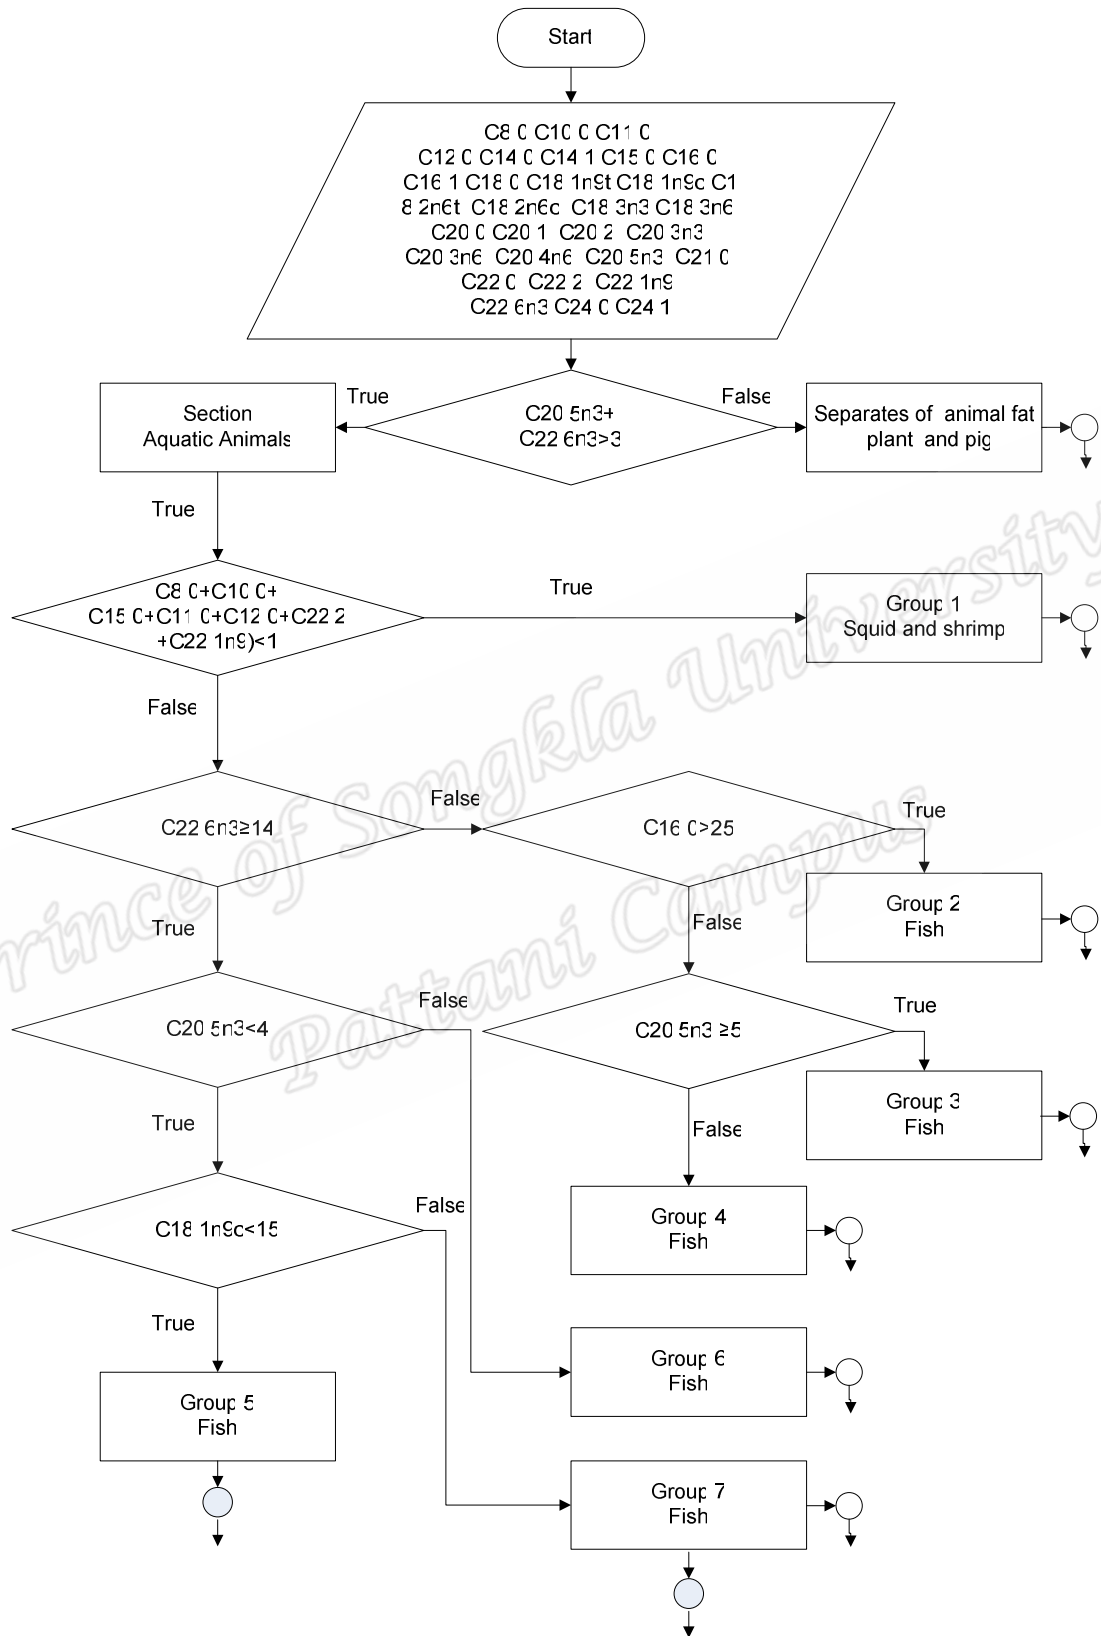 Start
C8 0 C10 0 C11 0
C12 0 C14 0 C14 1 C15 0 C16 0
C16 1 C18 0 C18 1n9t C18 1n9c C1
8 2n6t C18 2n6c C18 3n3 C18 3n6
C20 0 C20 1 C20 2 C20 3n3
C20 3n6 C20 4n6 C20 5n3 C21 0
C22 0 C22 2 C22 1n9
C22 6n3 C24 0 C24 1
True
C20 5n3+
C22 6n3>3
False
Section
Aquatic Animals
Separates of animal fat
plant and pig
True
C8 0+C10 0+
C15 0+C11 0+C12 0+C22 2
+C22 1n9)<1
True
Group 1
Squid and shrimp
False
C22 6n3≥14
False
C16 0>25
True
Group 2
Fish
True
False
C20 5n3<4
False
C20 5n3 ≥5
True
Group 3
Fish
True
False
C18 1n9c<15
False
Group 4
Fish
True
Group 6
Fish
Group 5
Fish
Group 7
Fish
Prince of Songkla University
Pattani Campus